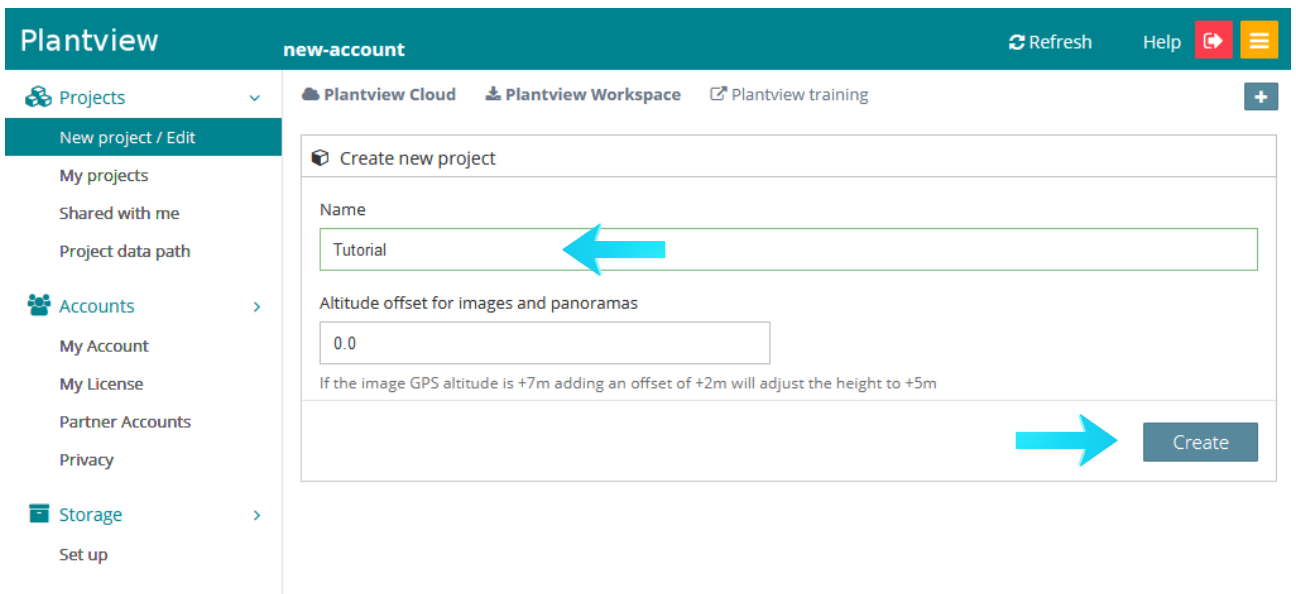 Plantview
new-account
Refresh
Help
Projects
New project / Edit
My projects
Shared with me
Project data path
Accounts
My Account
My License
Partner Accounts
Privacy
Storage
Set up
Plantview Cloud
Plantview Workspace
Plantview training
Create new project
Name
Tutorial
Altitude offset for images and panoramas
0.0
If the image GPS altitude is +7m adding an offset of +2m will adjust the height to +5m
Create